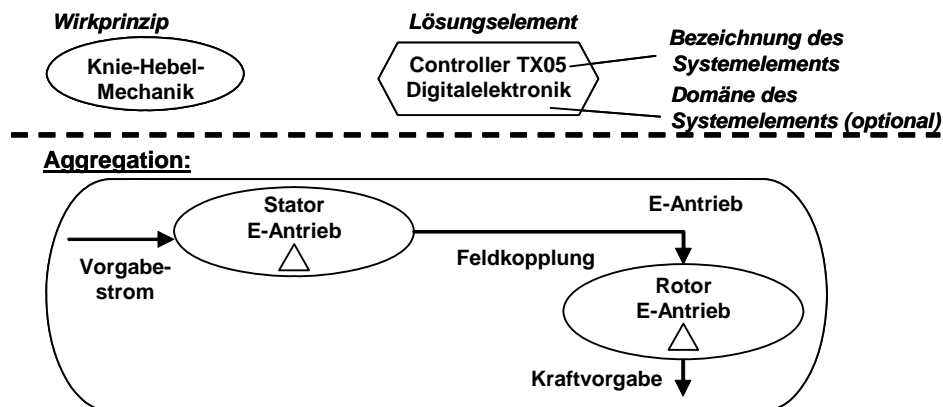 Wirkprinzip
Knie-Hebel-
Mechanik
Lösungselement
Controller TX05
Digitalelektronik
Bezeichnung des
Systemelements
Domäne des
Systemelements (optional)
Aggregation:
Vorgabe-
strom
Stator
E-Antrieb
Feldkopplung
E-Antrieb
Rotor
E-Antrieb
Kraftvorgabe